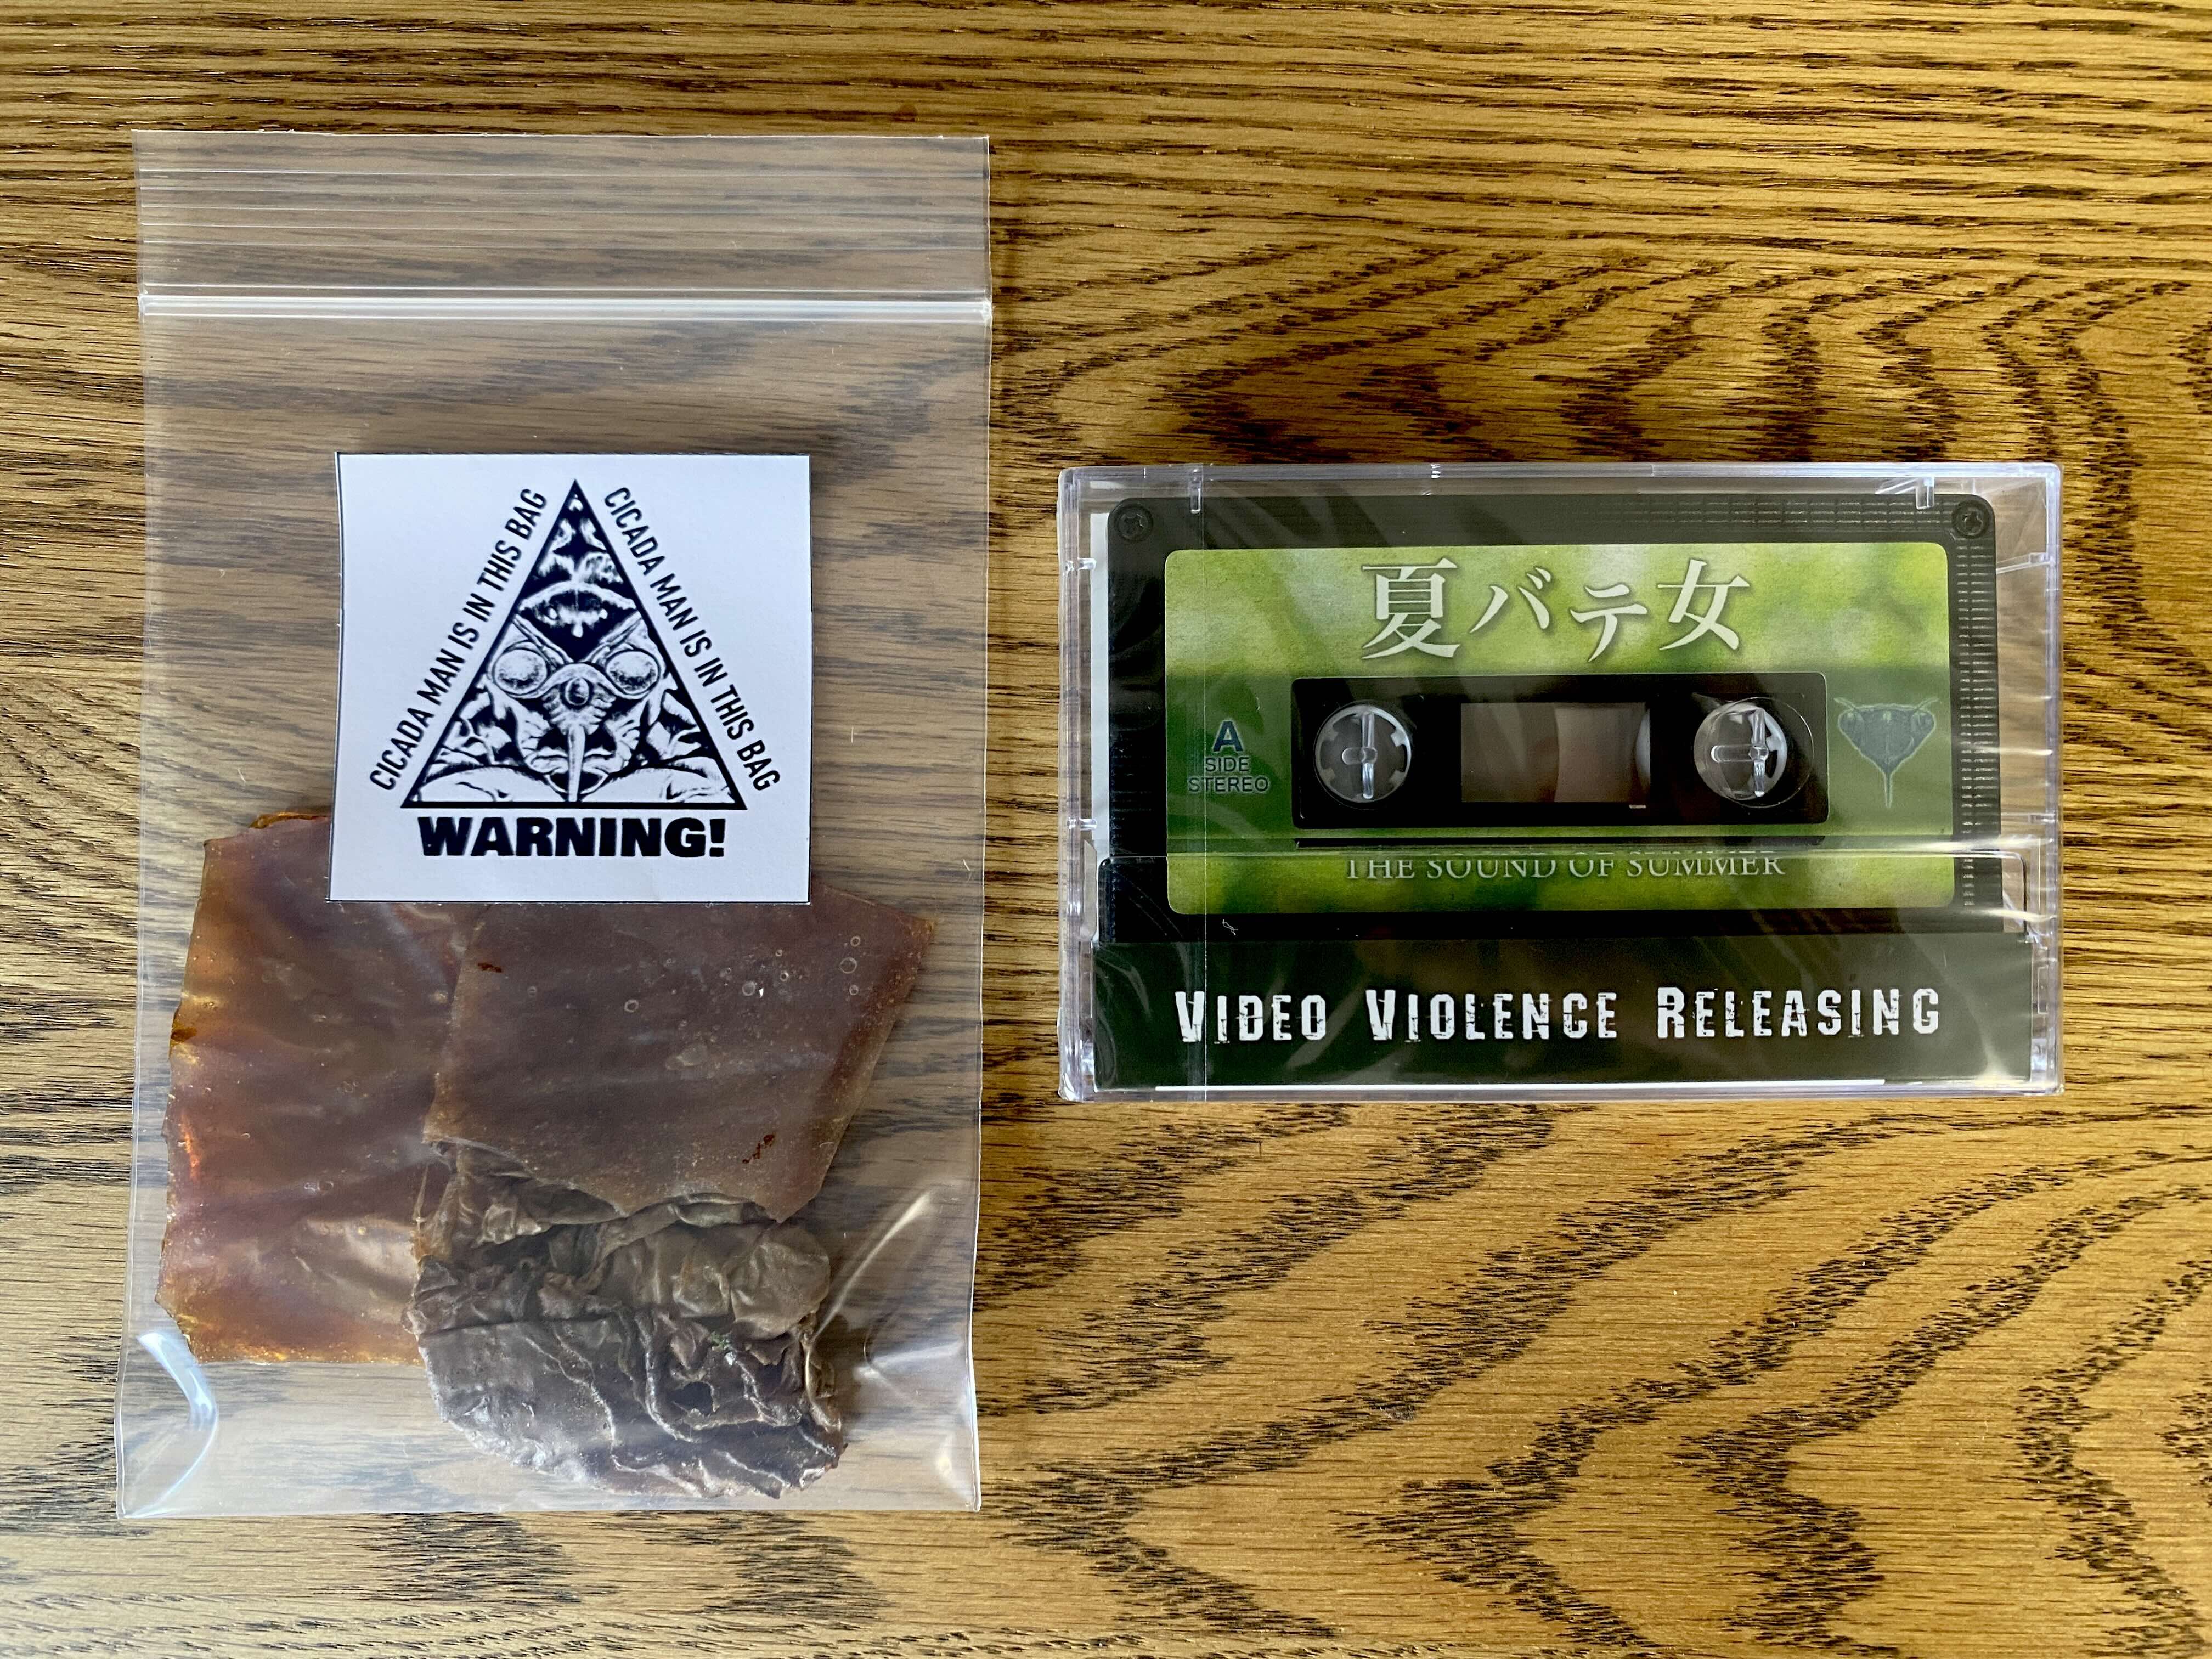 CICADA MAN IS IN THIS BAG
CICADA MAN IS IN THIS BAG
WARNING!
夏バテ女
A
SIDE
STEREO
THE SOUND OF SUMMER
VIDEO VIOLENCE RELEASING